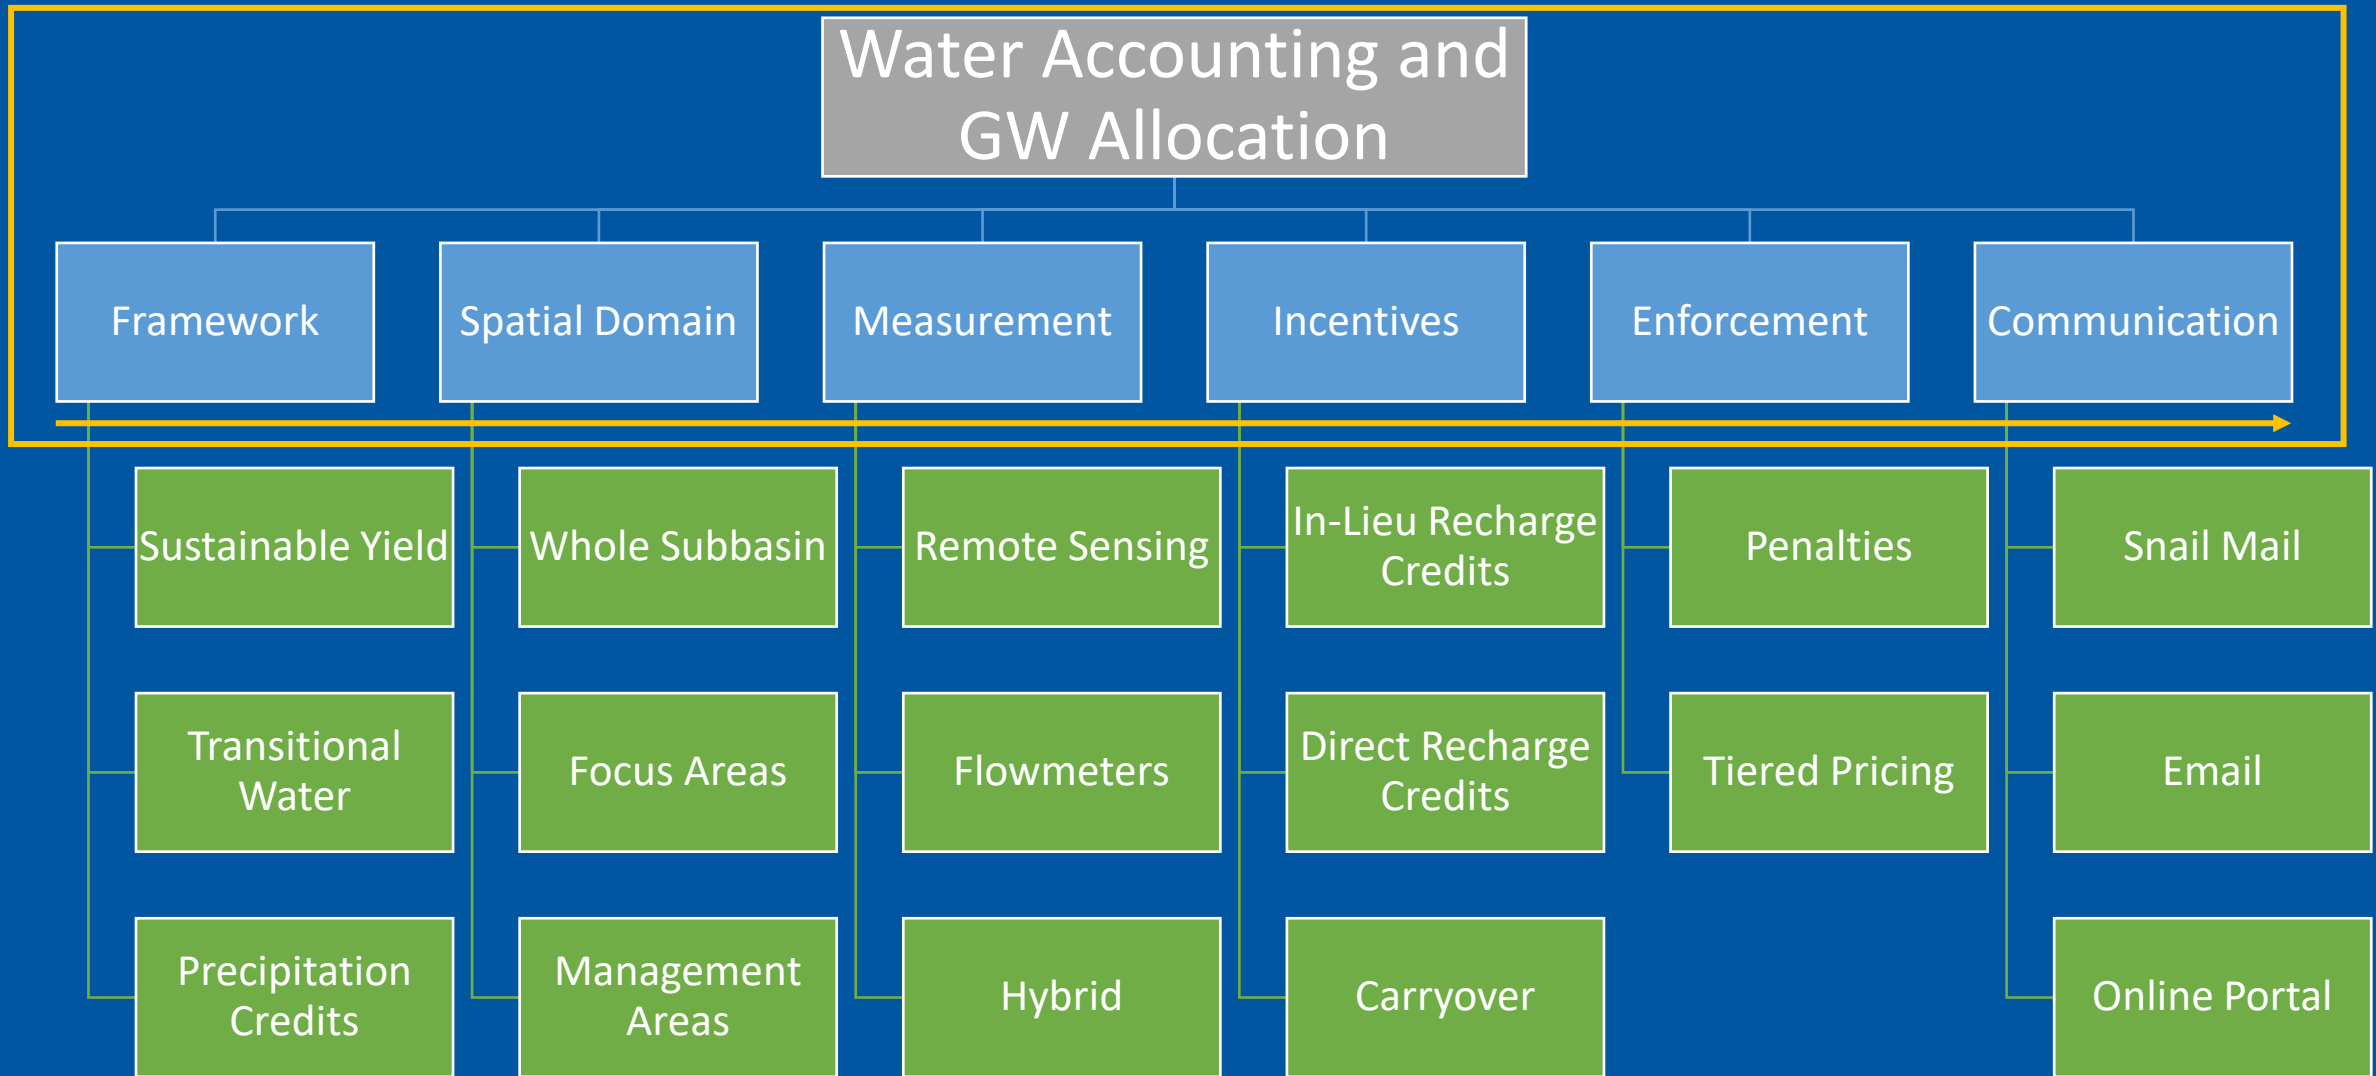 Water Accounting and
GW Allocation
Framework
Spatial Domain
Measurement
Incentives
Enforcement
Communication
Sustainable Yield
Whole Subbasin
Remote Sensing
In-Lieu Recharge
Credits
Penalties
Snail Mail
Transitional
Water
Focus Areas
Flowmeters
Direct Recharge
Credits
Tiered Pricing
Email
Precipitation
Credits
Management
Areas
Hybrid
Carryover
Online Portal